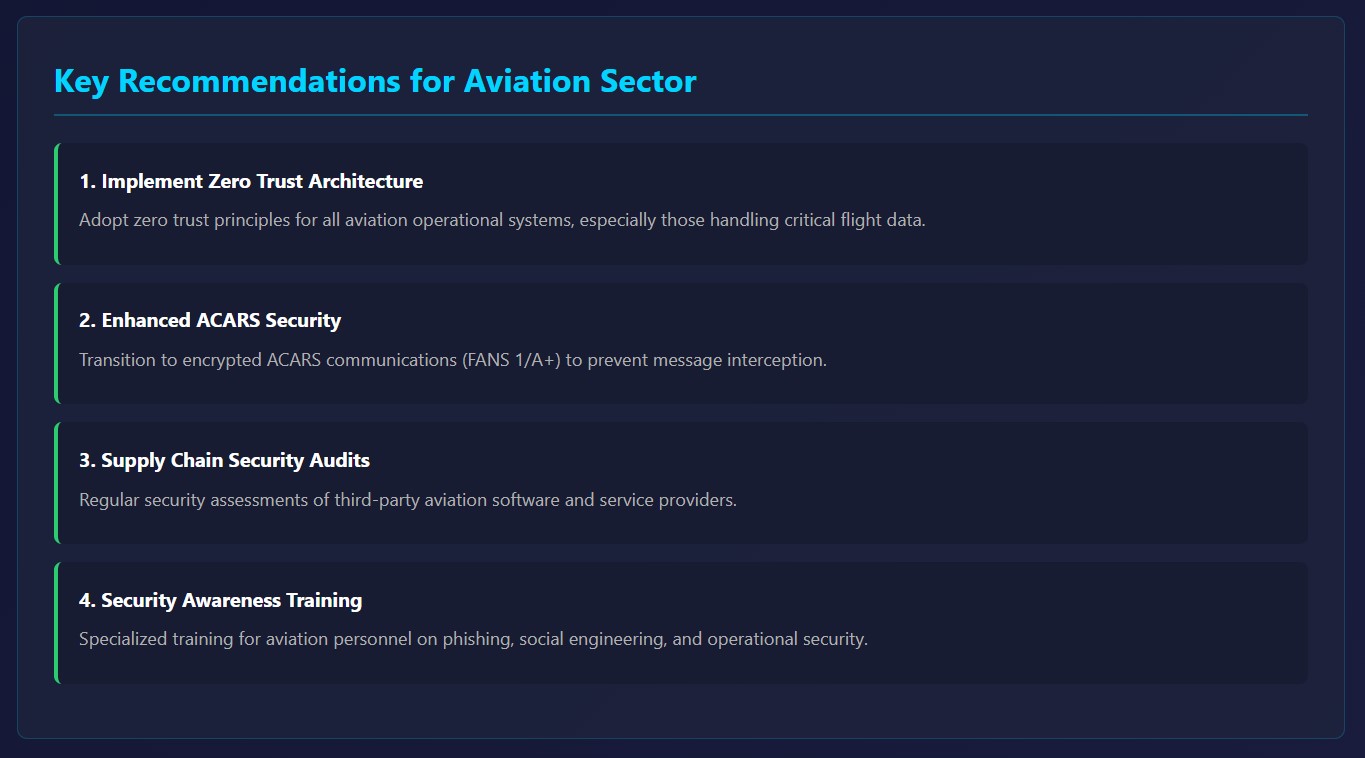 Key Recommendations for Aviation Sector
1. Implement Zero Trust Architecture
Adopt zero trust principles for all aviation operational systems, especially those handling critical flight data.
2. Enhanced ACARS Security
Transition to encrypted ACARS communications (FANS 1/A+) to prevent message interception.
3. Supply Chain Security Audits
Regular security assessments of third-party aviation software and service providers.
4. Security Awareness Training
Specialized training for aviation personnel on phishing, social engineering, and operational security.